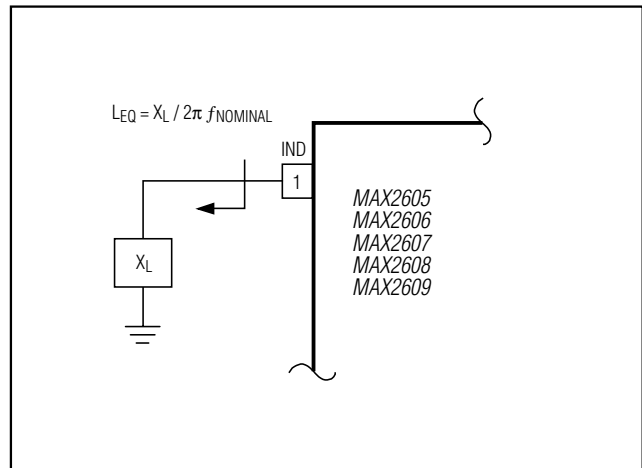 L_EQ = X_L / 2π f_NOMINAL
IND
1
MAX2605
MAX2606
MAX2607
MAX2608
MAX2609
X_L